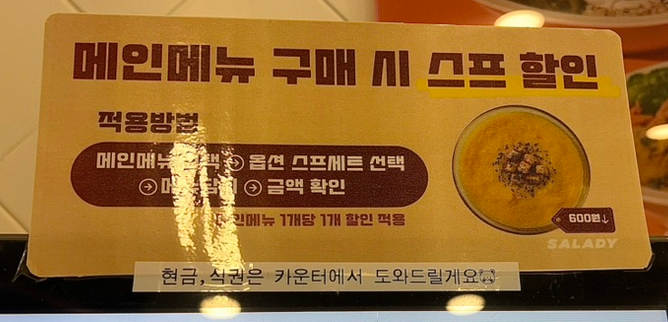 메인메뉴 구매 시 스프 할인
적용방법
메인메뉴 선택 → 옵션 스프세트 선택
→ 메뉴담기 → 금액 확인
메인메뉴 1개당 1개 할인 적용
600원↓
SALADY
현금,식권은 카운터에서 도와드릴게요